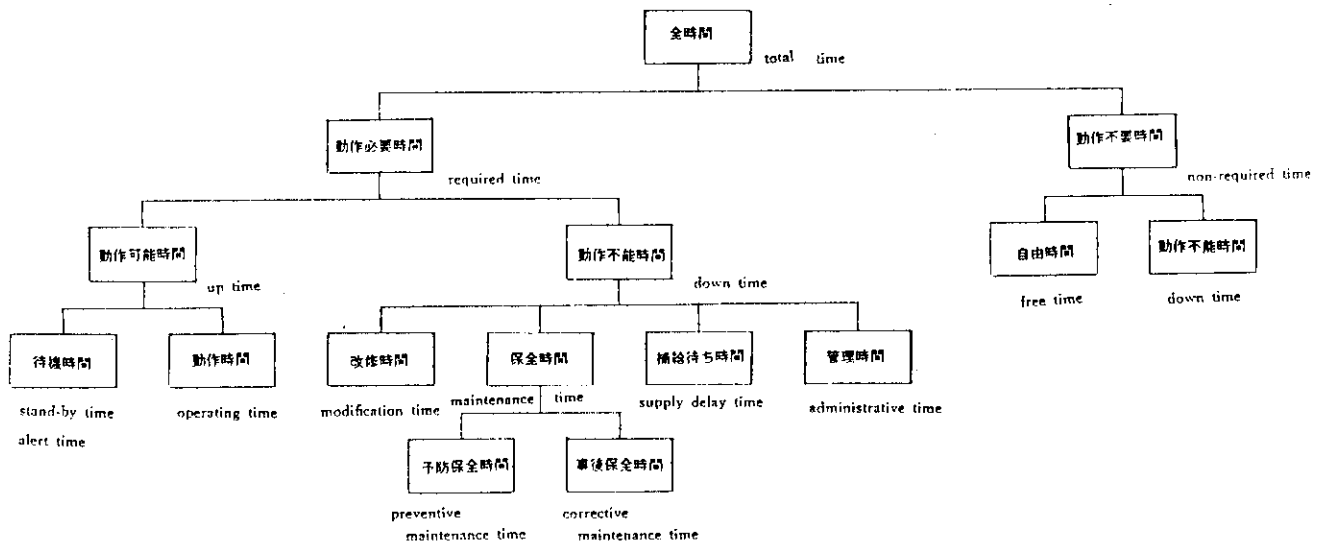 全時間
total time
動作必要時間
動作不要時間
required time
non-required time
動作可能時間
動作不能時間
自由時間
動作不能時間
up time
down time
free time
down time
待機時間
動作時間
改修時間
保全時間
補給待ち時間
管理時間
stand-by time
alert time
operating time
modification time
maintenance time
supply delay time
administrative time
予防保全時間
事後保全時間
preventive
maintenance time
corrective
maintenance time